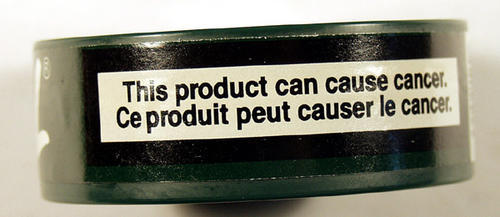 This product can cause cancer.
Ce produit peut causer le cancer.